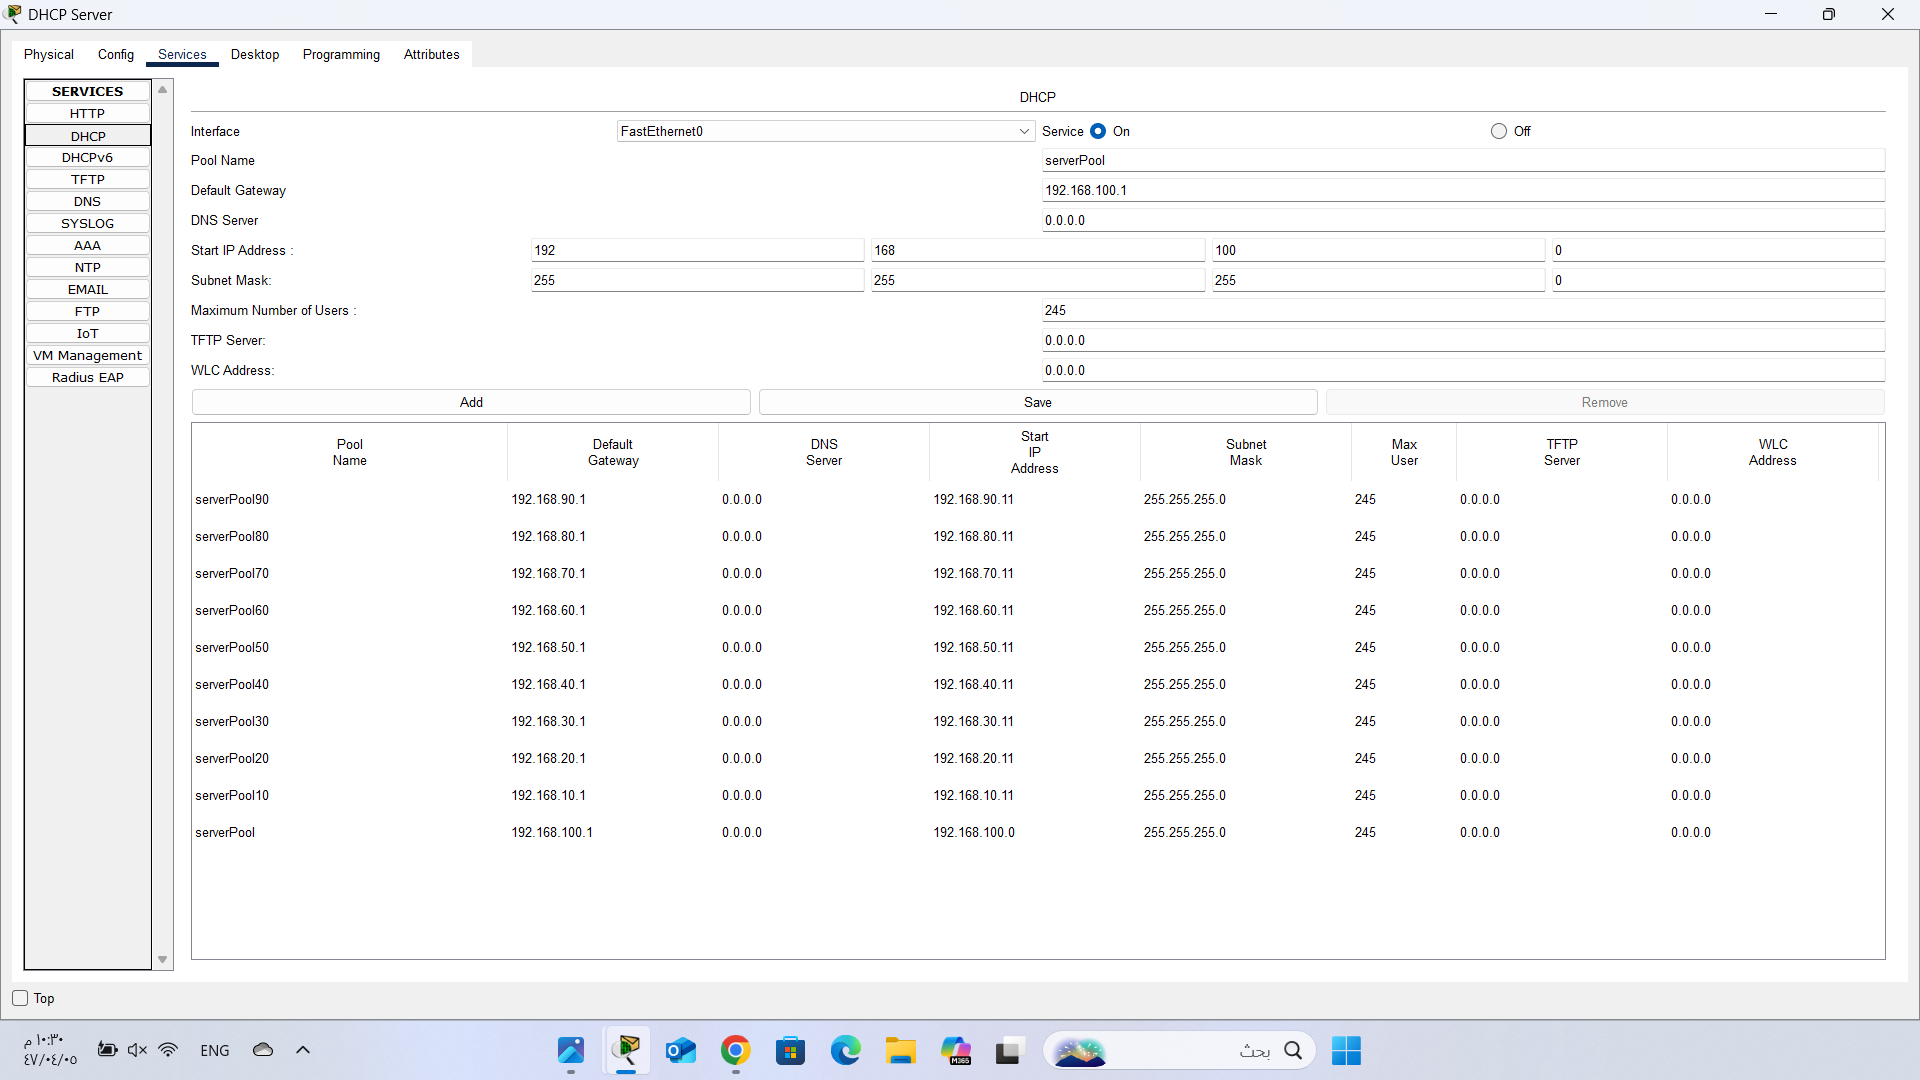 DHCP Server
Physical Config Services Desktop Programming Attributes
SERVICES
HTTP
DHCP
DHCPv6
TFTP
DNS
SYSLOG
AAA
NTP
EMAIL
FTP
IoT
VM Management
Radius EAP
DHCP
Interface FastEthernet0 Service On Off
Pool Name serverPool
Default Gateway 192.168.100.1
DNS Server 0.0.0.0
Start IP Address : 192 168 100 0
Subnet Mask: 255 255 255 0
Maximum Number of Users : 245
TFTP Server: 0.0.0.0
WLC Address: 0.0.0.0
Add Save Remove
Pool Name Default Gateway DNS Server Start IP Address Subnet Mask Max User TFTP Server WLC Address
serverPool90 192.168.90.1 0.0.0.0 192.168.90.11 255.255.255.0 245 0.0.0.0 0.0.0.0
serverPool80 192.168.80.1 0.0.0.0 192.168.80.11 255.255.255.0 245 0.0.0.0 0.0.0.0
serverPool70 192.168.70.1 0.0.0.0 192.168.70.11 255.255.255.0 245 0.0.0.0 0.0.0.0
serverPool60 192.168.60.1 0.0.0.0 192.168.60.11 255.255.255.0 245 0.0.0.0 0.0.0.0
serverPool50 192.168.50.1 0.0.0.0 192.168.50.11 255.255.255.0 245 0.0.0.0 0.0.0.0
serverPool40 192.168.40.1 0.0.0.0 192.168.40.11 255.255.255.0 245 0.0.0.0 0.0.0.0
serverPool30 192.168.30.1 0.0.0.0 192.168.30.11 255.255.255.0 245 0.0.0.0 0.0.0.0
serverPool20 192.168.20.1 0.0.0.0 192.168.20.11 255.255.255.0 245 0.0.0.0 0.0.0.0
serverPool10 192.168.10.1 0.0.0.0 192.168.10.11 255.255.255.0 245 0.0.0.0 0.0.0.0
serverPool 192.168.100.1 0.0.0.0 192.168.100.0 255.255.255.0 245 0.0.0.0 0.0.0.0
Top
١٠:٣٠ م
٤٧/٠٤/٠٥
ENG
M365
بحث